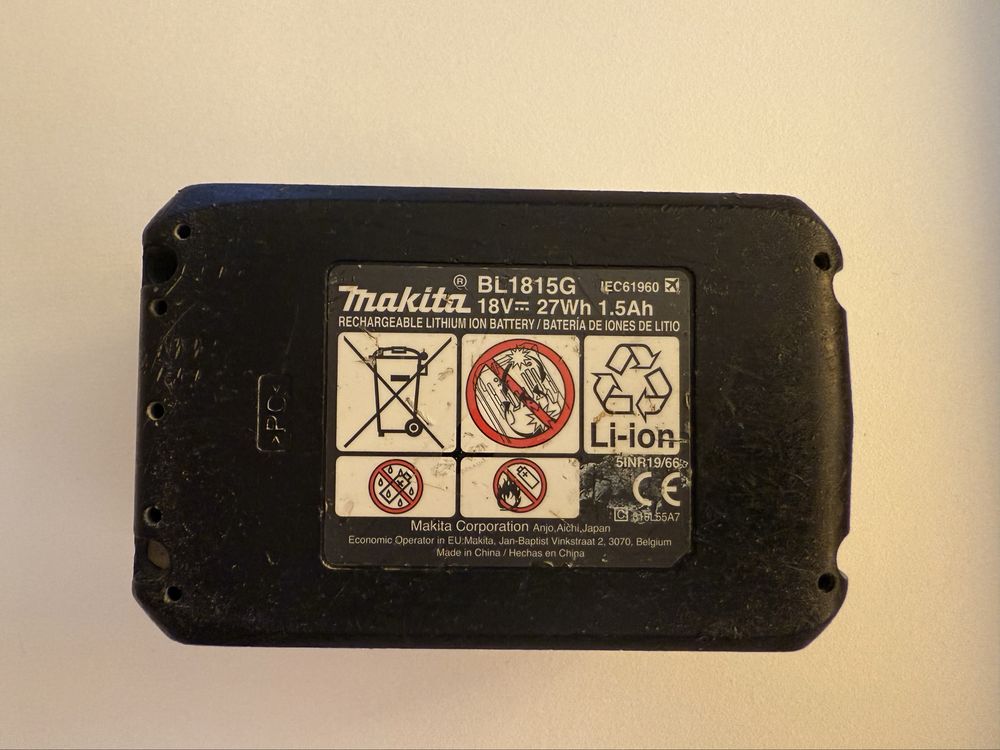 makita® BL1815G IEC61960
18V⎓ 27Wh 1.5Ah
RECHARGEABLE LITHIUM ION BATTERY / BATERÍA DE IONES DE LITIO
Li-ion
5INR19/66
CE
Makita Corporation Anjo,Aichi,Japan
Economic Operator in EU:Makita, Jan-Baptist Vinkstraat 2, 3070, Belgium
Made in China / Hechas en China
>PC<